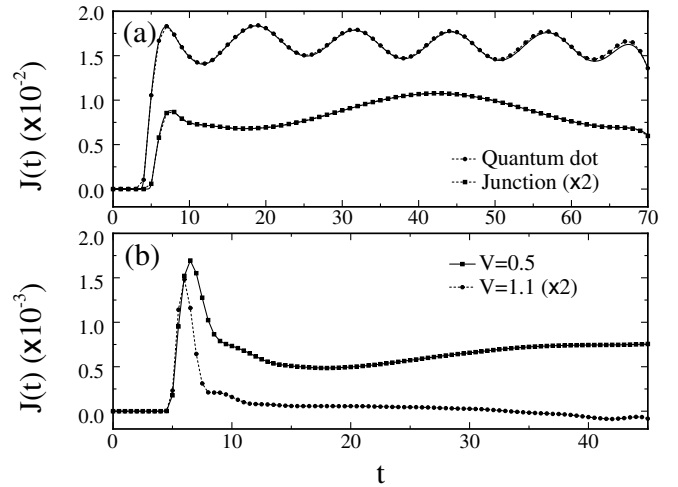 (a)
J(t) (x10⁻²)
2.0
1.5
1.0
0.5
0.0
Quantum dot
Junction (x2)
0 10 20 30 40 50 60 70
(b)
J(t) (x10⁻³)
2.0
1.5
1.0
0.5
0.0
V=0.5
V=1.1 (x2)
0 10 20 30 40
t